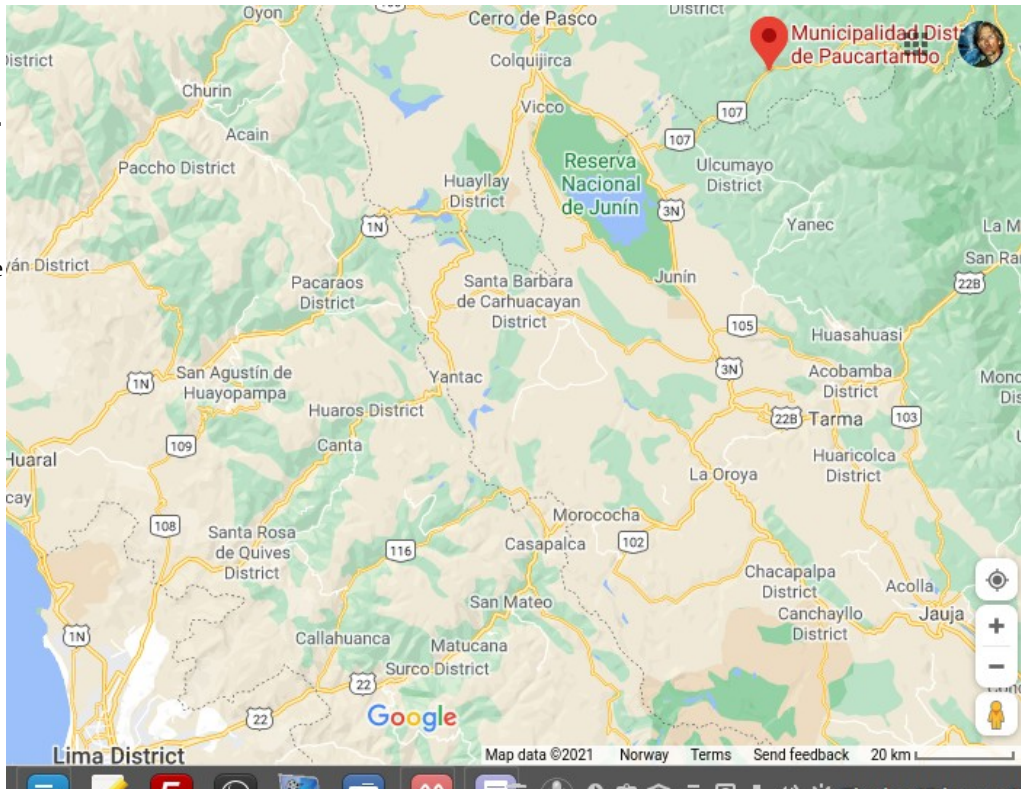 Oyon
District
Cerro de Pasco
Municipalidad Dist
de Paucartambo
District
Colquijirca
Churin
Vicco
107
Acain
107
Paccho District
Reserva
Nacional
de Junín
Ulcumayo
District
Huayllay
District
3N
1N
Yanec
La M
San Ra
ván District
Pacaraos
District
Santa Barbara
de Carhuacayan
District
Junín
22B
105
Huasahuasi
1N
San Agustín de
Huayopampa
Yantac
3N
Acobamba
District
Huaros District
22B
Tarma
103
109
Canta
Huaral
Huaricolca
District
La Oroya
cay
108
Santa Rosa
de Quives
District
Morococha
116
Casapalca
102
Chacapalpa
District
Acolla
San Mateo
Canchayllo
District
Jauja
1N
Callahuanca
Matucana
Surco District
22
Google
22
Lima District
Map data ©2021
Norway
Terms
Send feedback
20 km